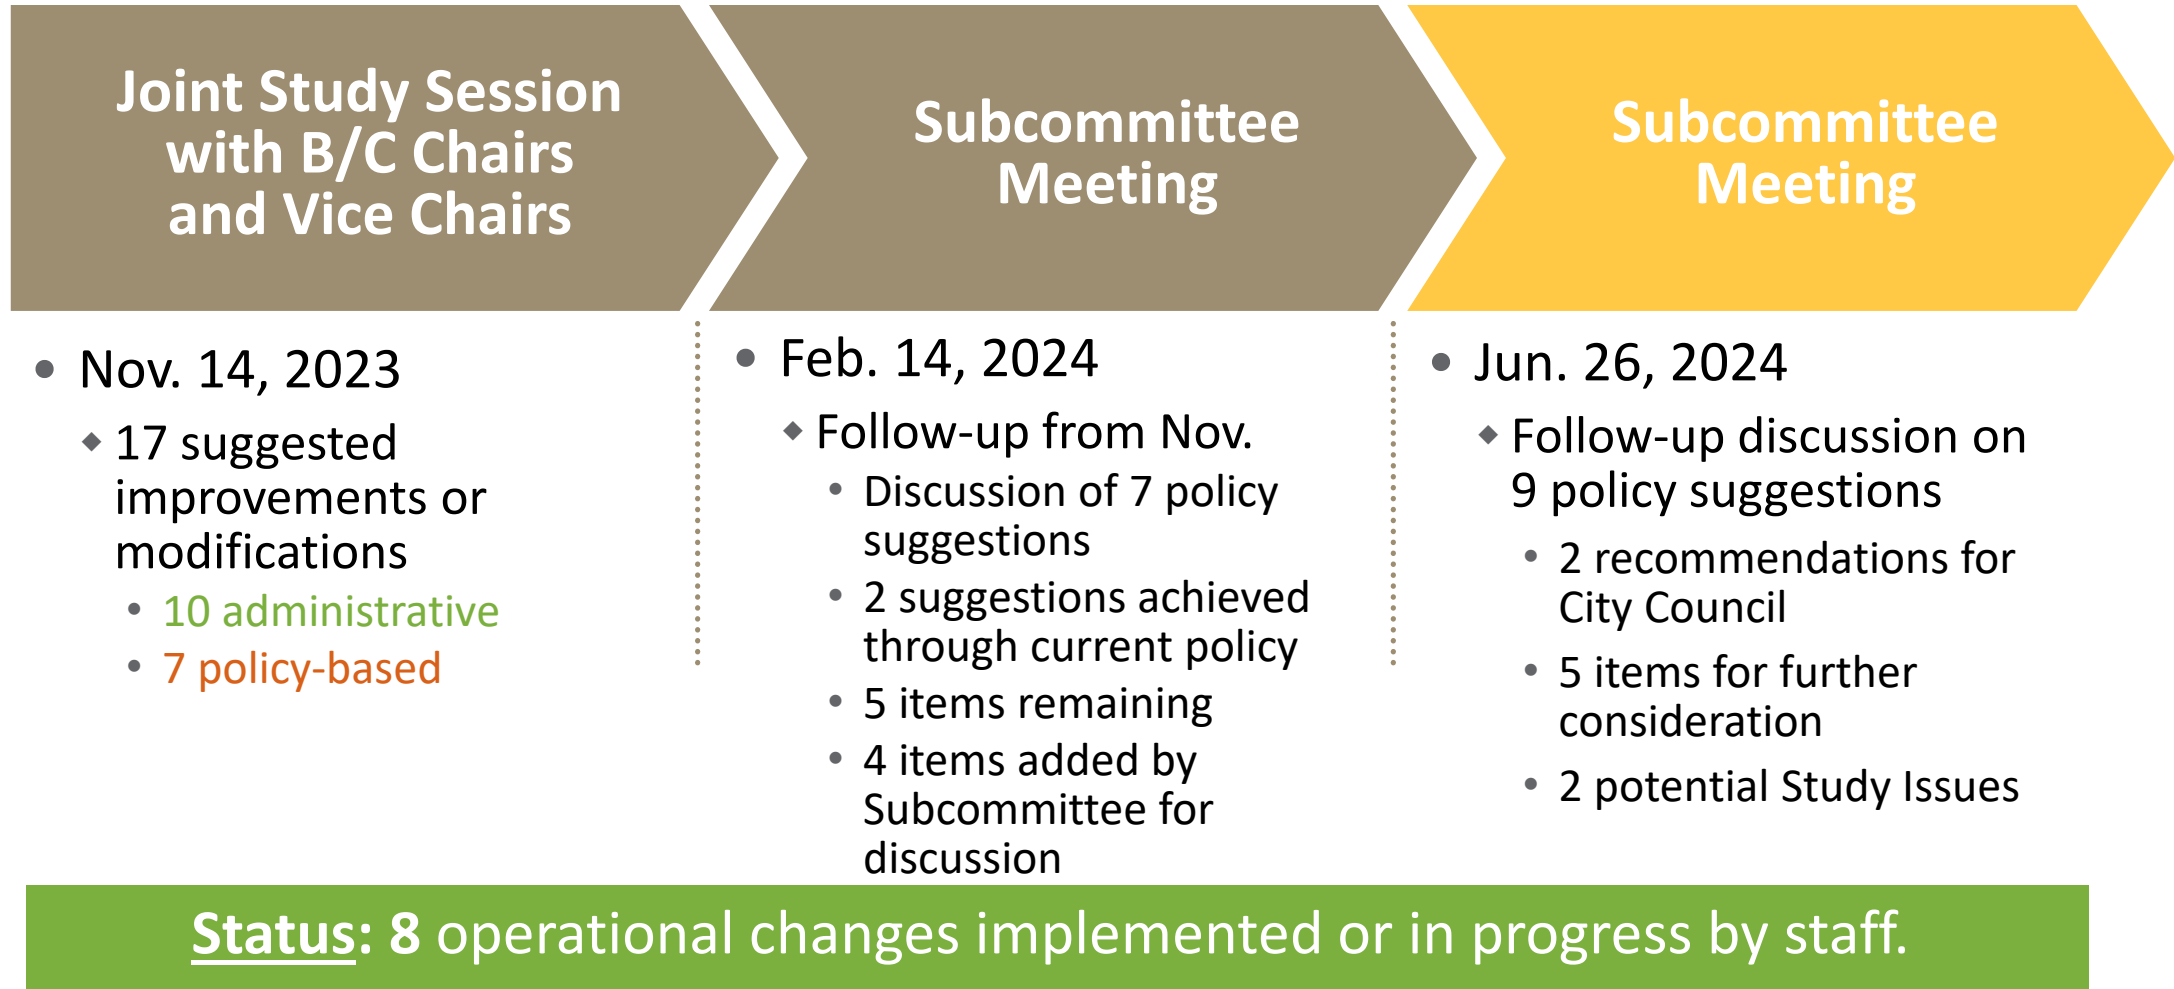 Joint Study Session
with B/C Chairs
and Vice Chairs
Subcommittee
Meeting
Subcommittee
Meeting
• Nov. 14, 2023
◆ 17 suggested
improvements or
modifications
• 10 administrative
• 7 policy-based
• Feb. 14, 2024
◆ Follow-up from Nov.
• Discussion of 7 policy
suggestions
• 2 suggestions achieved
through current policy
• 5 items remaining
• 4 items added by
Subcommittee for
discussion
• Jun. 26, 2024
◆ Follow-up discussion on
9 policy suggestions
• 2 recommendations for
City Council
• 5 items for further
consideration
• 2 potential Study Issues
Status: 8 operational changes implemented or in progress by staff.